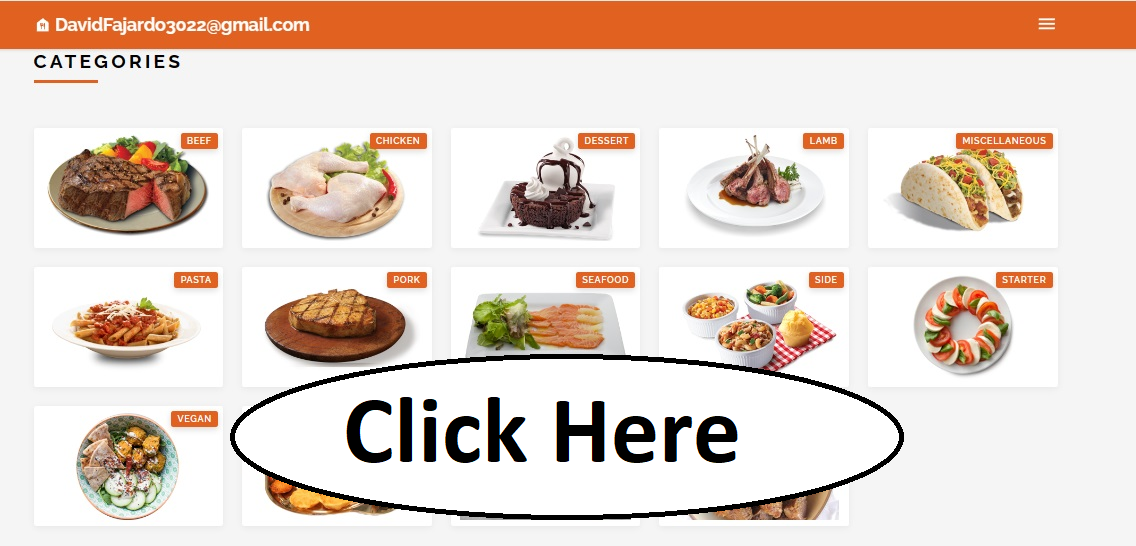 DavidFajardo3022@gmail.com
CATEGORIES
BEEF
CHICKEN
DESSERT
LAMB
MISCELLANEOUS
PASTA
PORK
SEAFOOD
SIDE
STARTER
VEGAN
Click Here